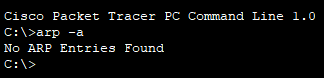 Cisco Packet Tracer PC Command Line 1.0
C:\>arp -a
No ARP Entries Found
C:\>